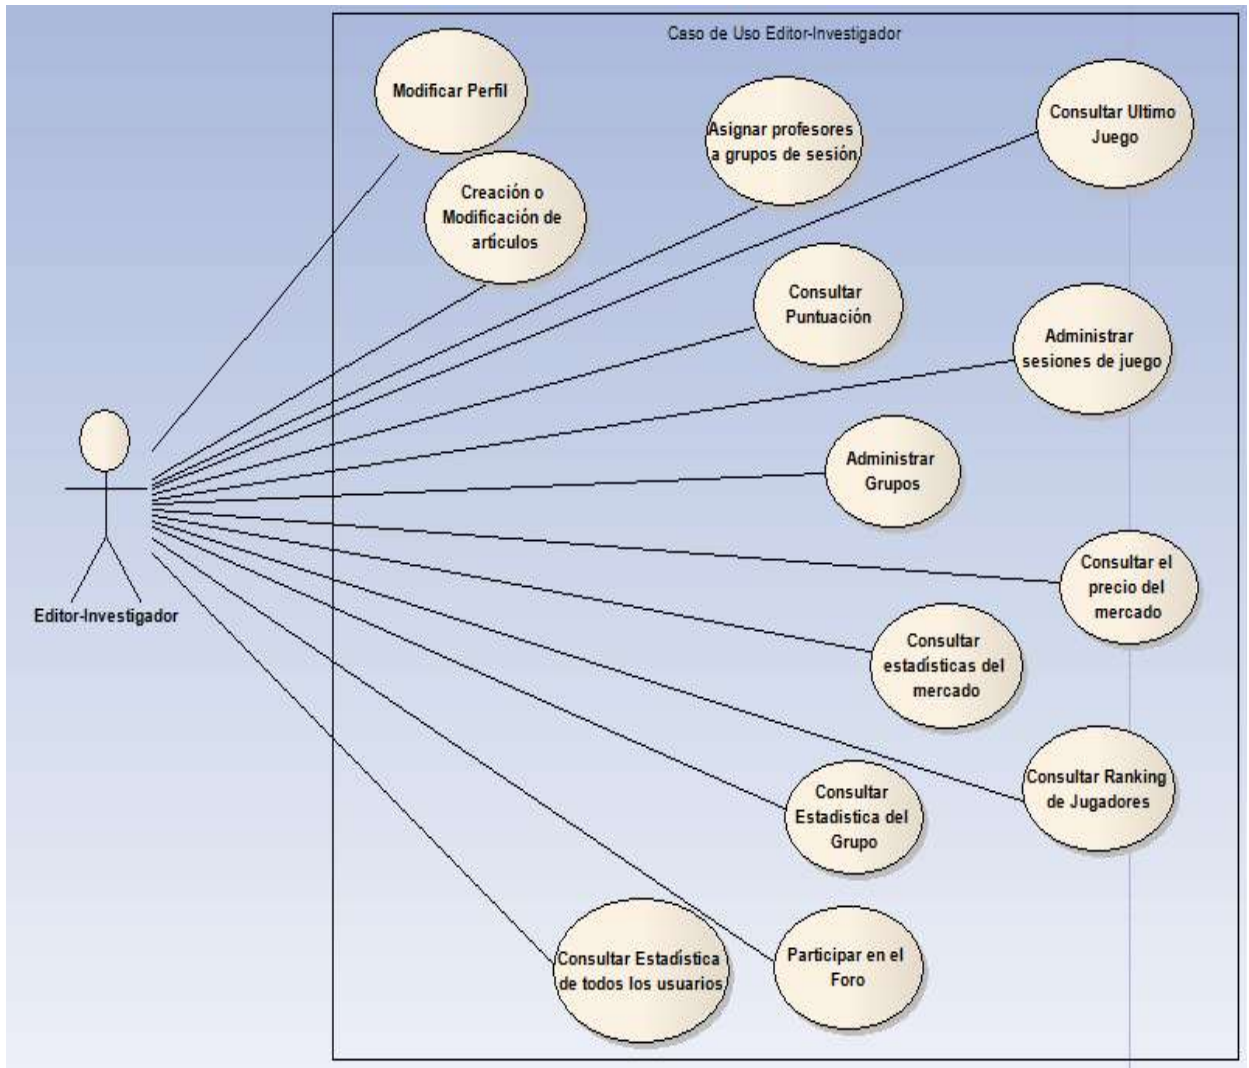 Caso de Uso Editor-Investigador
Modificar Perfil
Creación o
Modificación de
artículos
Asignar profesores
a grupos de sesión
Consultar Ultimo
Juego
Consultar
Puntuación
Administrar
sesiones de juego
Administrar
Grupos
Editor-Investigador
Consultar el
precio del
mercado
Consultar
estadísticas del
mercado
Consultar Ranking
de Jugadores
Consultar
Estadistica del
Grupo
Consultar Estadística
de todos los usuarios
Participar en el
Foro